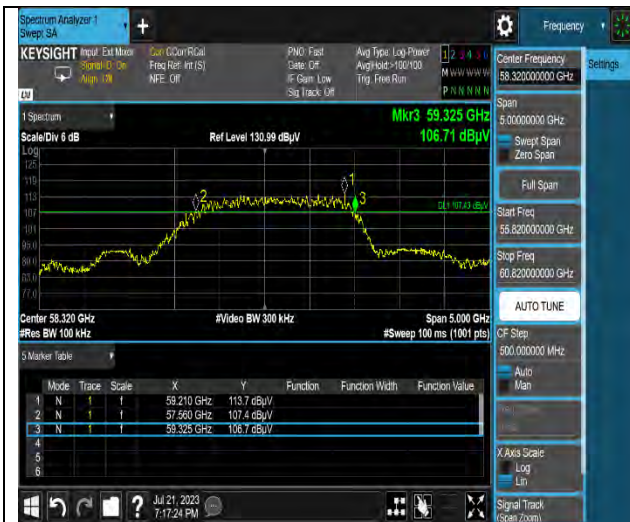 Spectrum Analyzer 1
Swept SA
+
Frequency
KEYSIGHT
Input: Ext Mixer
Signal ID: On
Align: Off
Corr CCorr RCal
Freq Ref: Int (S)
NFE: Off
PNO: Fast
Gate: Off
IF Gain: Low
Sig Track: Off
Avg Type: Log-Power
Avg|Hold:>100/100
Trig: Free Run
1 2 3 4 5 6
M W W W W W
P N N N N N
1 Spectrum
Scale/Div 6 dB
Log
Ref Level 130.99 dBµV
Mkr3 59.325 GHz
106.71 dBµV
125
119
113
107
101
95.0
89.0
83.0
77.0
2
1
3
DL1 107.43 dBµV
Center 58.320 GHz
#Res BW 100 kHz
#Video BW 300 kHz
Span 5.000 GHz
#Sweep 100 ms (1001 pts)
5 Marker Table
Mode Trace Scale X Y Function Function Width Function Value
1 N 1 f 59.210 GHz 113.7 dBµV
2 N 1 f 57.560 GHz 107.4 dBµV
3 N 1 f 59.325 GHz 106.7 dBµV
4
5
6
?
Jul 21, 2023
7:17:24 PM
Center Frequency
58.320000000 GHz
Settings
Span
5.00000000 GHz
Swept Span
Zero Span
Full Span
Start Freq
55.820000000 GHz
Stop Freq
60.820000000 GHz
AUTO TUNE
CF Step
500.000000 MHz
Auto
Man
X Axis Scale
Log
Lin
Signal Track
(Span Zoom)